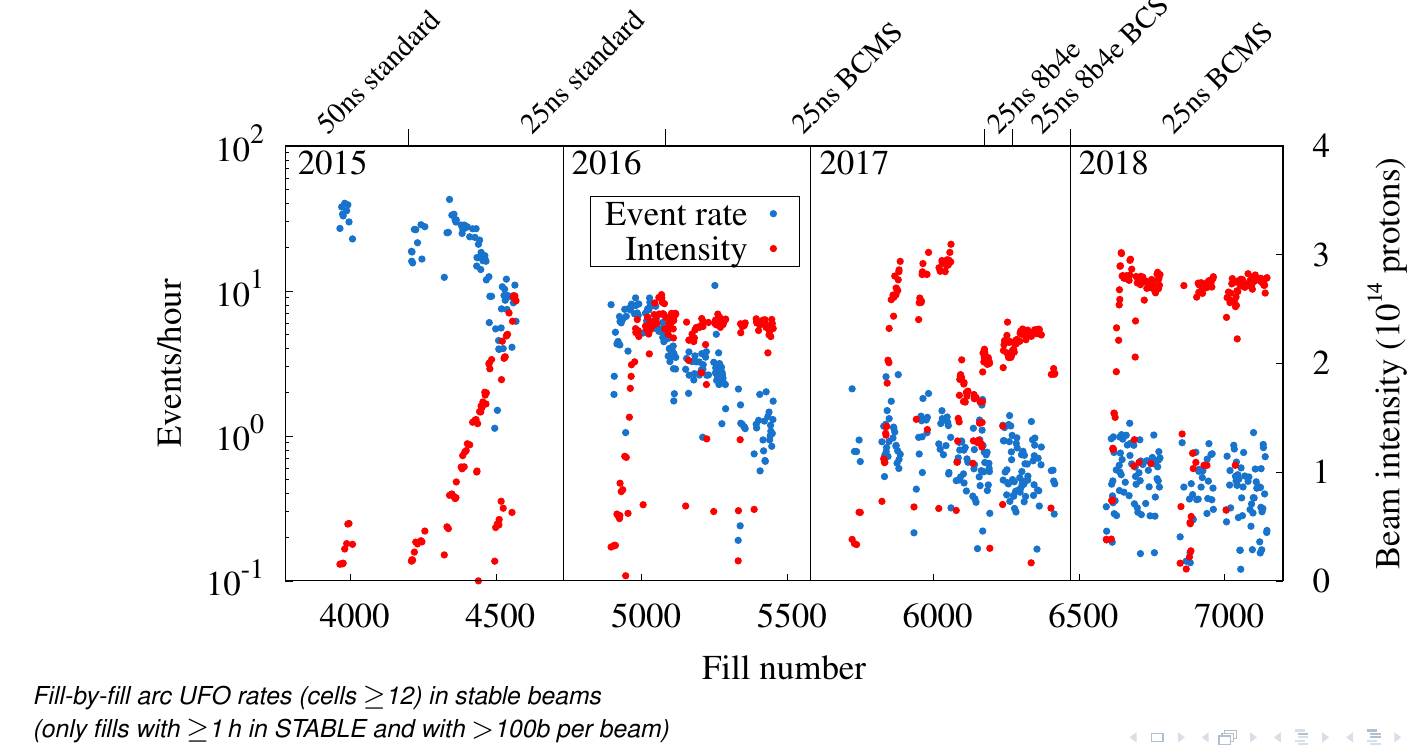 50ns standard
25ns standard
25ns BCMS
25ns 8b4e
25ns 8b4e BCS
25ns BCMS
2015
2016
2017
2018
Event rate
Intensity
10^2
10^1
10^0
10^-1
Events/hour
4
3
2
1
0
Beam intensity (10^14 protons)
4000 4500 5000 5500 6000 6500 7000
Fill number
Fill-by-fill arc UFO rates (cells ≥12) in stable beams
(only fills with ≥1 h in STABLE and with >100b per beam)